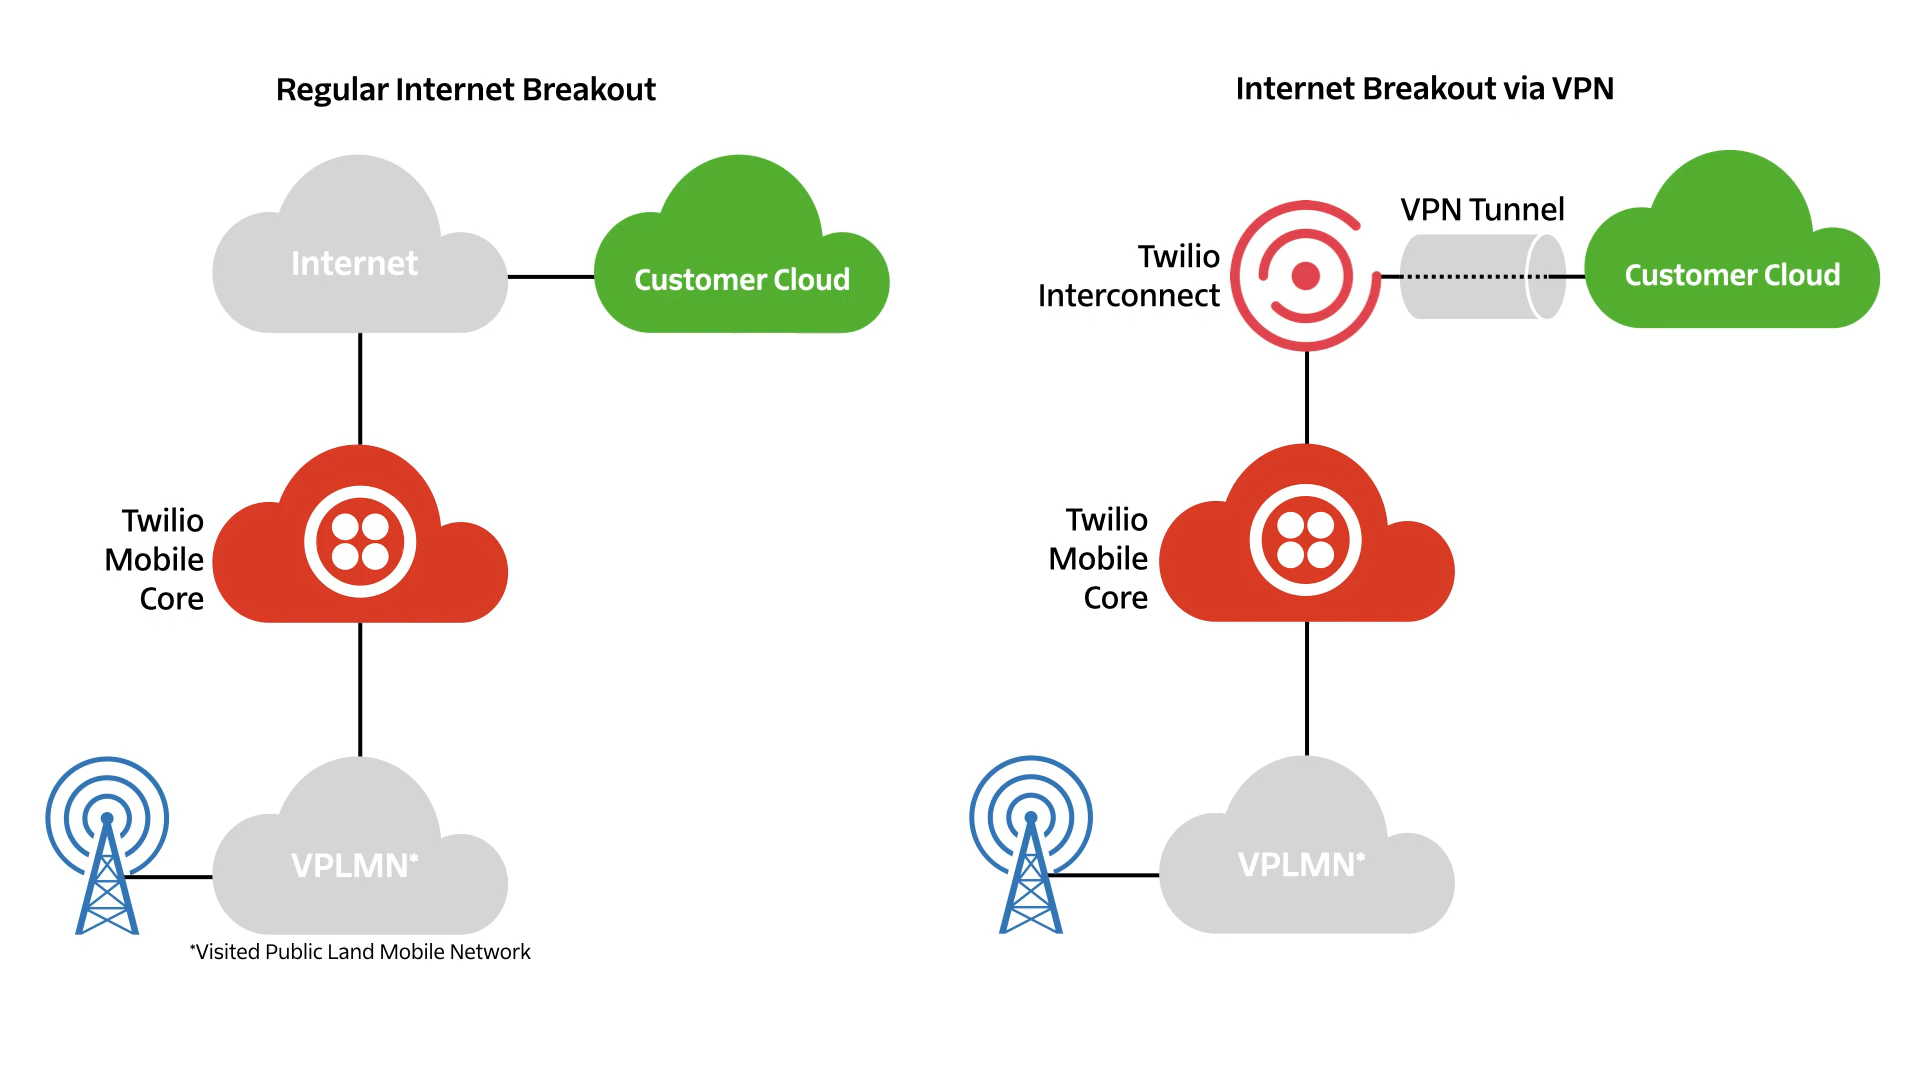 Regular Internet Breakout
Internet
Customer Cloud
Twilio
Mobile
Core
VPLMN*
*Visited Public Land Mobile Network
Internet Breakout via VPN
VPN Tunnel
Twilio
Interconnect
Customer Cloud
Twilio
Mobile
Core
VPLMN*